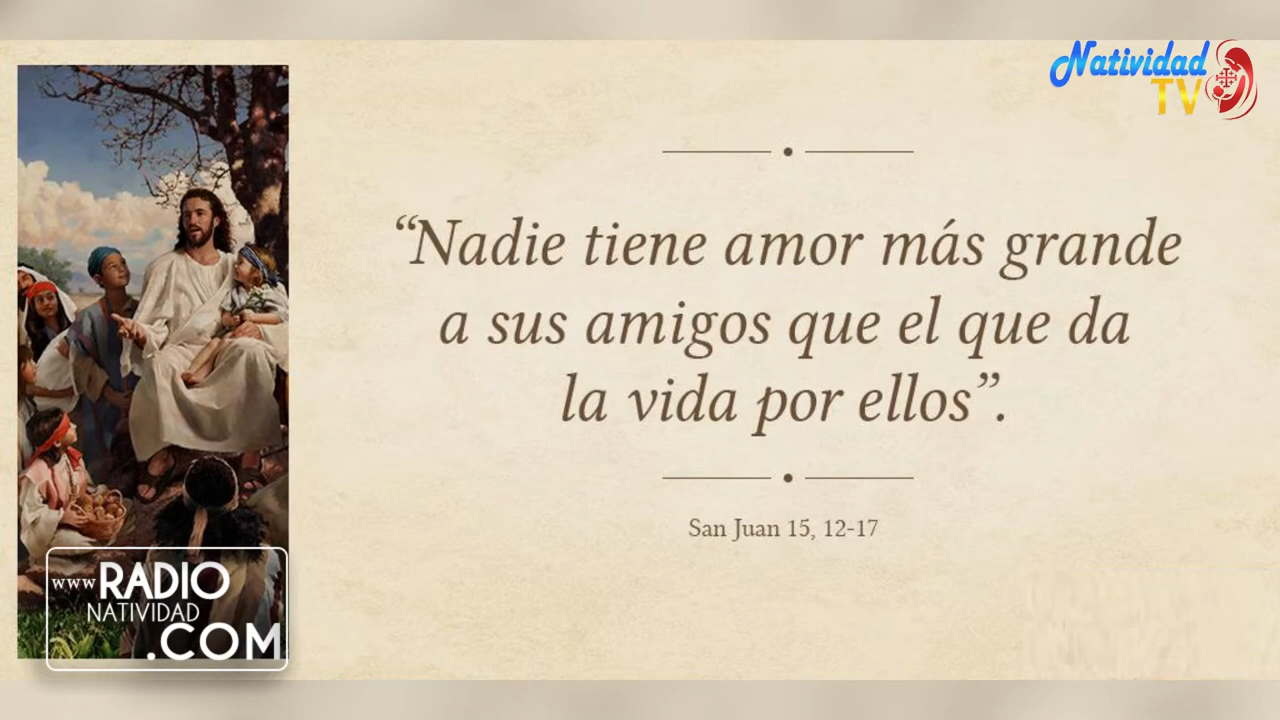 Natividad
TV
“Nadie tiene amor más grande
a sus amigos que el que da
la vida por ellos”.
San Juan 15, 12-17
www RADIO
NATIVIDAD
.COM